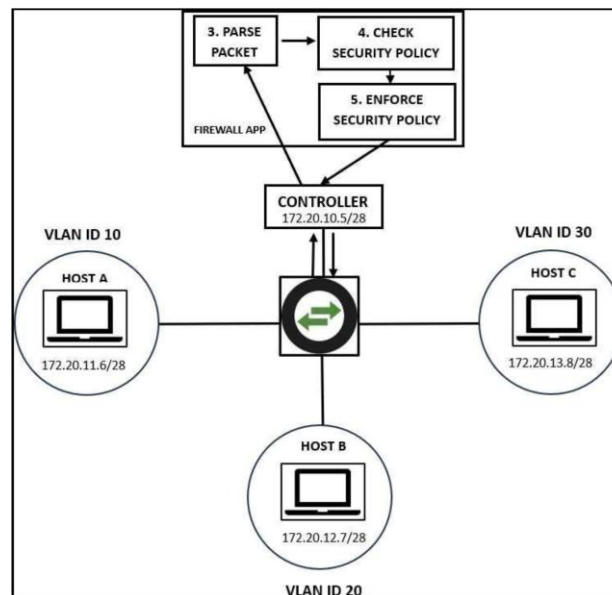 3. PARSE
PACKET
4. CHECK
SECURITY POLICY
5. ENFORCE
SECURITY POLICY
FIREWALL APP
CONTROLLER
172.20.10.5/28
VLAN ID 10
HOST A
172.20.11.6/28
VLAN ID 30
HOST C
172.20.13.8/28
HOST B
172.20.12.7/28
VLAN ID 20